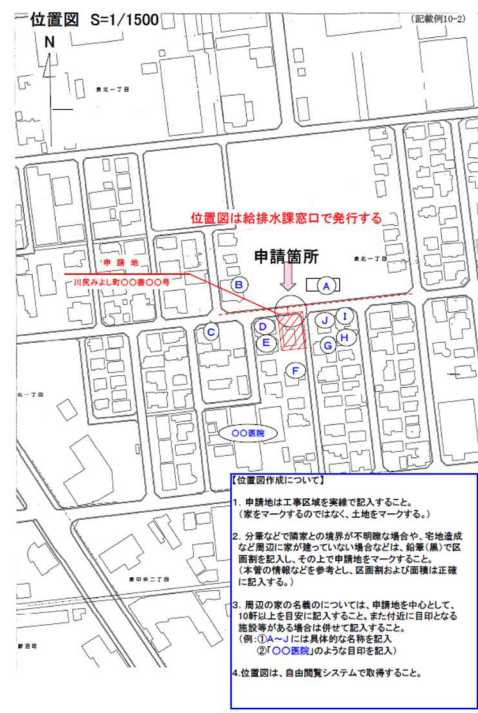 位置図 S=1/1500
(記載例10-2)
N
東北一丁目
位置図は給排水課窓口で発行する
申請地
申請箇所
東北一丁目
川尻みよし町〇〇番〇〇号
B
A
C
D
J
I
E
G
H
F
北一丁目
〇〇医院
【位置図作成について】
1. 申請地は工事区域を実線で記入すること。
(家をマークするのではなく、土地をマークする。)
2. 分筆などで隣家との境界が不明瞭な場合や、宅地造成
など周辺に家が建っていない場合などは、鉛筆(黒)で区
画割を記入し、その上で申請地をマークすること。
(本管の情報などを参考とし、区画割および面積は正確
に記入する。)
3. 周辺の家の名義のについては、申請地を中心として、
10軒以上を目安に記入すること。また付近に目印となる
施設等がある場合は併せて記入すること。
(例:①A~Jには具体的な名称を記入
②「〇〇医院」のような目印を記入)
4.位置図は、自由閲覧システムで取得すること。
東中央二丁目